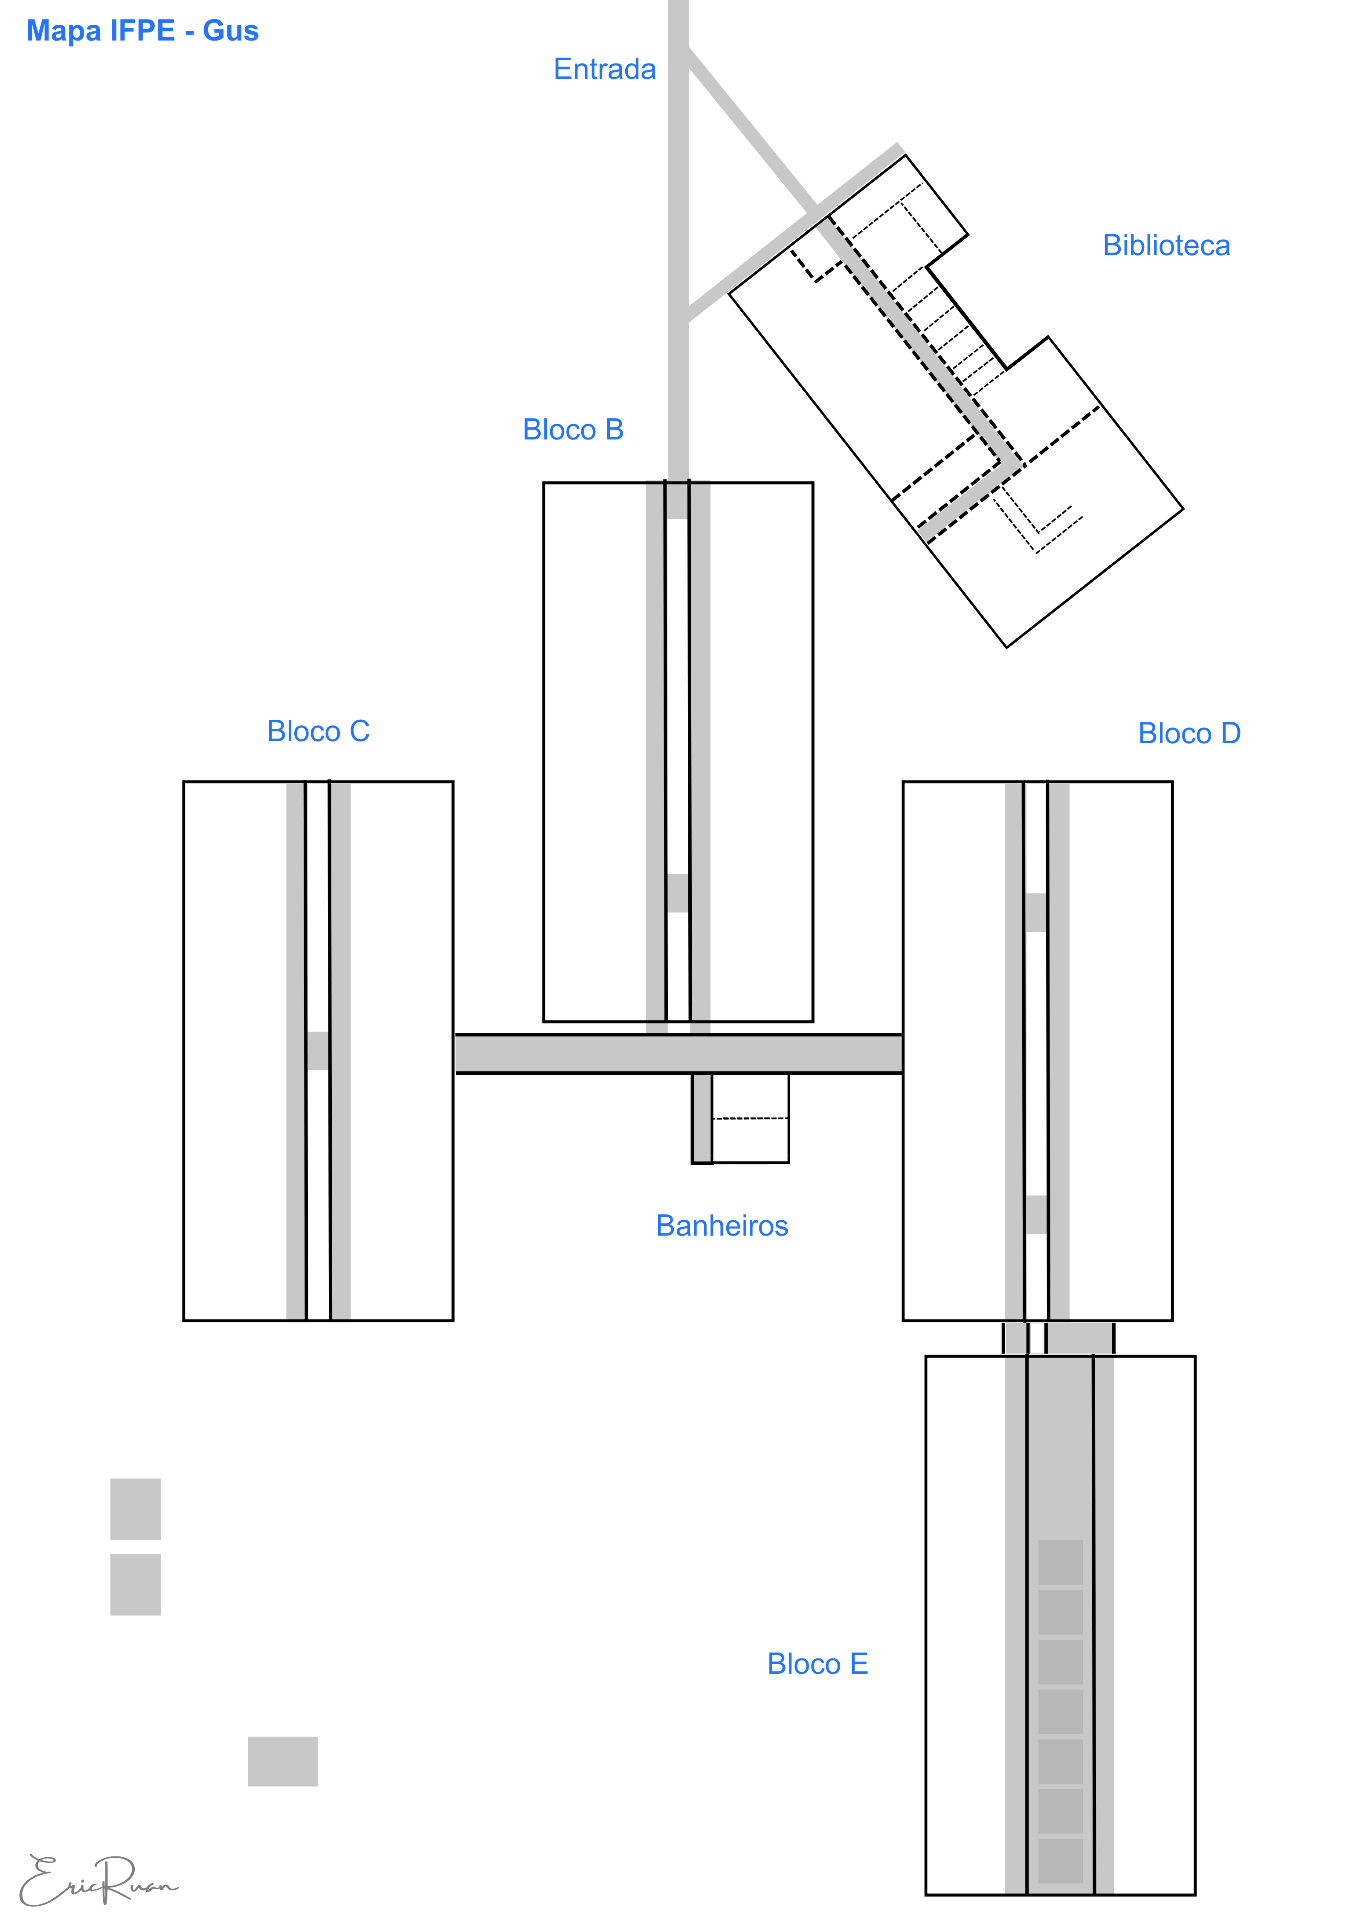 Mapa IFPE - Gus
Entrada
Biblioteca
Bloco B
Bloco C
Bloco D
Banheiros
Bloco E
EricRuan